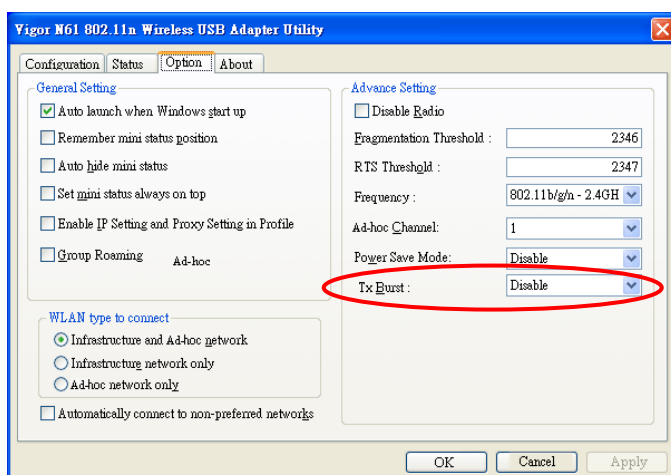 Vigor N61 802.11n Wireless USB Adapter Utility
Configuration Status Option About
General Setting
Auto launch when Windows start up
Remember mini status position
Auto hide mini status
Set mini status always on top
Enable IP Setting and Proxy Setting in Profile
Group Roaming Ad-hoc
WLAN type to connect
Infrastructure and Ad-hoc network
Infrastructure network only
Ad-hoc network only
Automatically connect to non-preferred networks
Advance Setting
Disable Radio
Fragmentation Threshold : 2346
RTS Threshold : 2347
Frequency : 802.11b/g/n - 2.4GH
Ad-hoc Channel: 1
Power Save Mode: Disable
Tx Burst : Disable
OK Cancel Apply